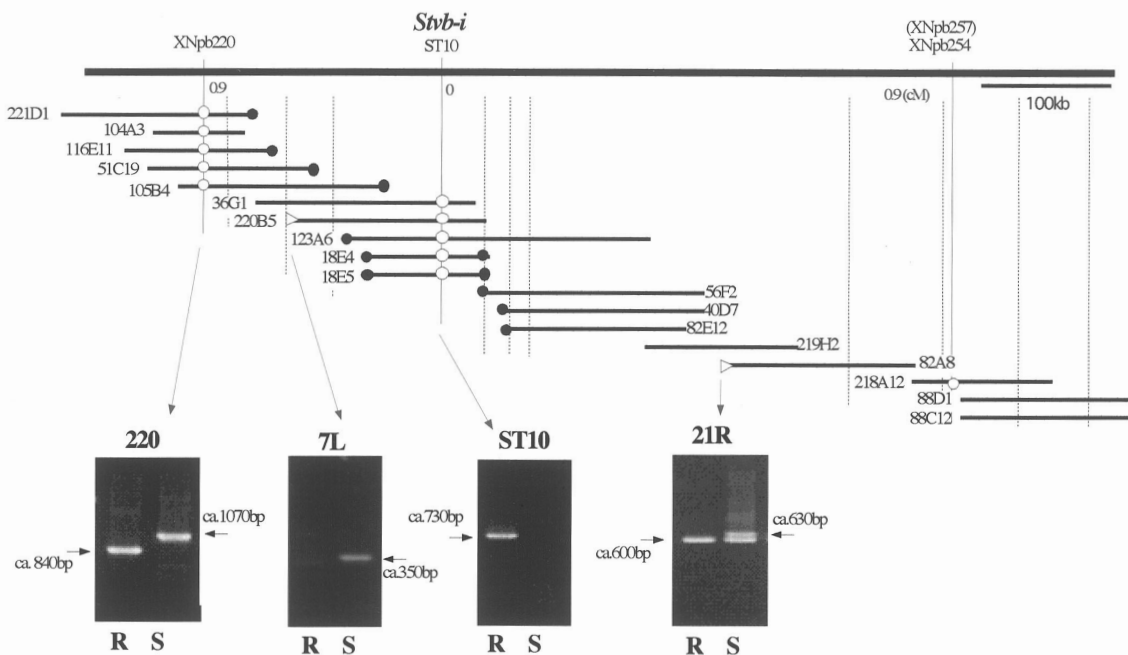 Stvb-i
XNpb220
ST10
(XNpb257)
XNpb254
0.9
0
0.9(cM)
100kb
221D1
104A3
116E11
51C19
105B4
36G1
220B5
123A6
18E4
18E5
56F2
40D7
82E12
219H2
82A8
218A12
88D1
88C12
220
7L
ST10
21R
ca.1070bp
ca.840bp
ca.350bp
ca.730bp
ca.630bp
ca.600bp
R S
R S
R S
R S